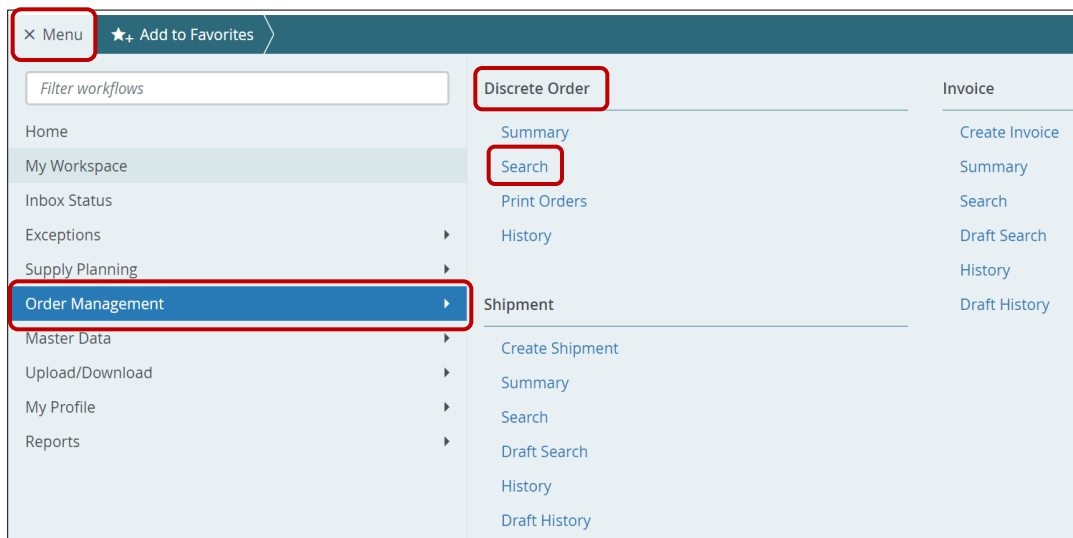 × Menu
★+ Add to Favorites
Filter workflows
Home
My Workspace
Inbox Status
Exceptions
Supply Planning
Order Management
Master Data
Upload/Download
My Profile
Reports
Discrete Order
Summary
Search
Print Orders
History
Shipment
Create Shipment
Summary
Search
Draft Search
History
Draft History
Invoice
Create Invoice
Summary
Search
Draft Search
History
Draft History